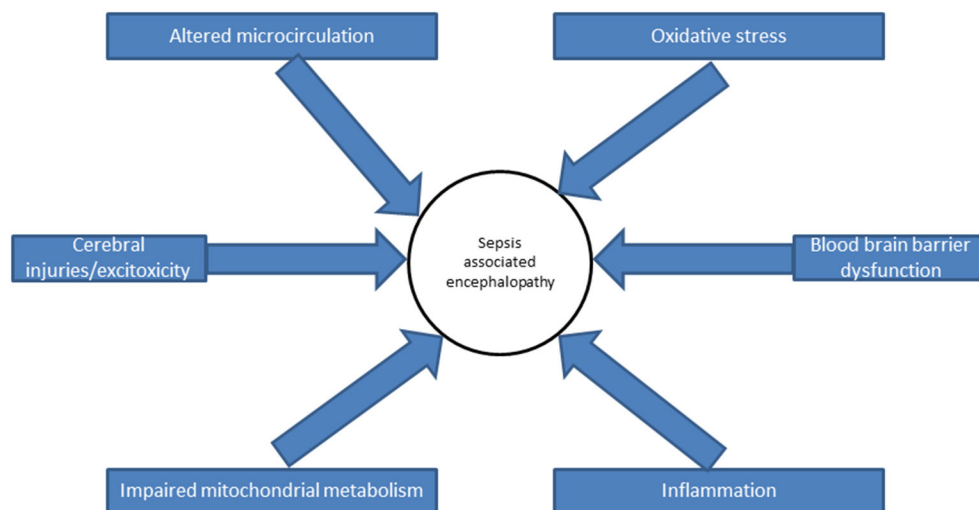 Altered microcirculation
Oxidative stress
Cerebral
injuries/excitoxicity
Sepsis
associated
encephalopathy
Blood brain barrier
dysfunction
Impaired mitochondrial metabolism
Inflammation